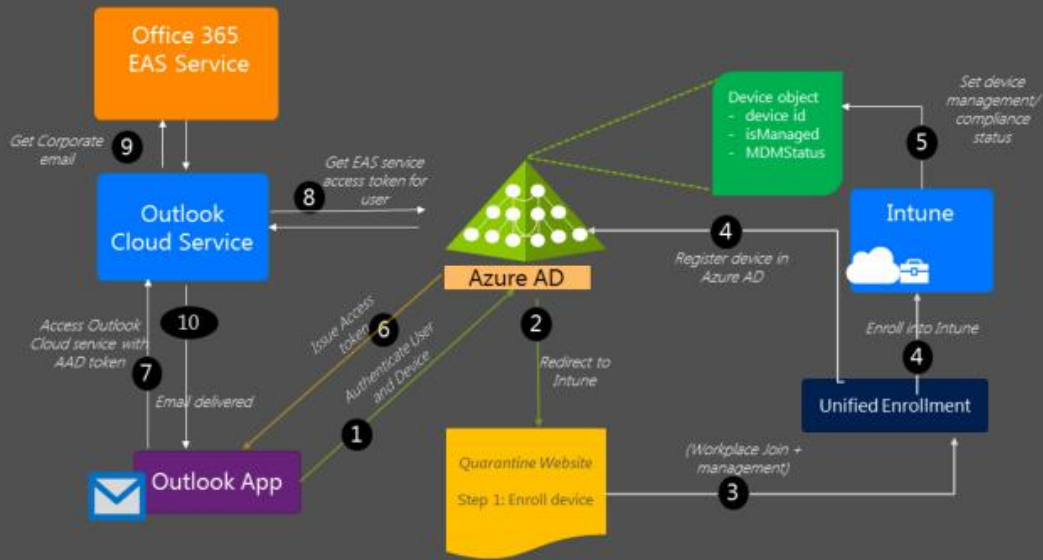 Office 365
EAS Service
Get Corporate
email
9
Outlook
Cloud Service
8
Get EAS service
access token for
user
Azure AD
Device object
- device id
- isManaged
- MDMStatus
Set device
management/
compliance
status
5
Intune
4
Register device in
Azure AD
Enroll into Intune
4
Unified Enrollment
Access Outlook
Cloud service with
AAD token
7
10
Email delivered
Outlook App
6
Issue Access
token
Authenticate User
and Device
1
2
Redirect to
Intune
Quarantine Website
Step 1: Enroll device
(Workplace Join +
management)
3